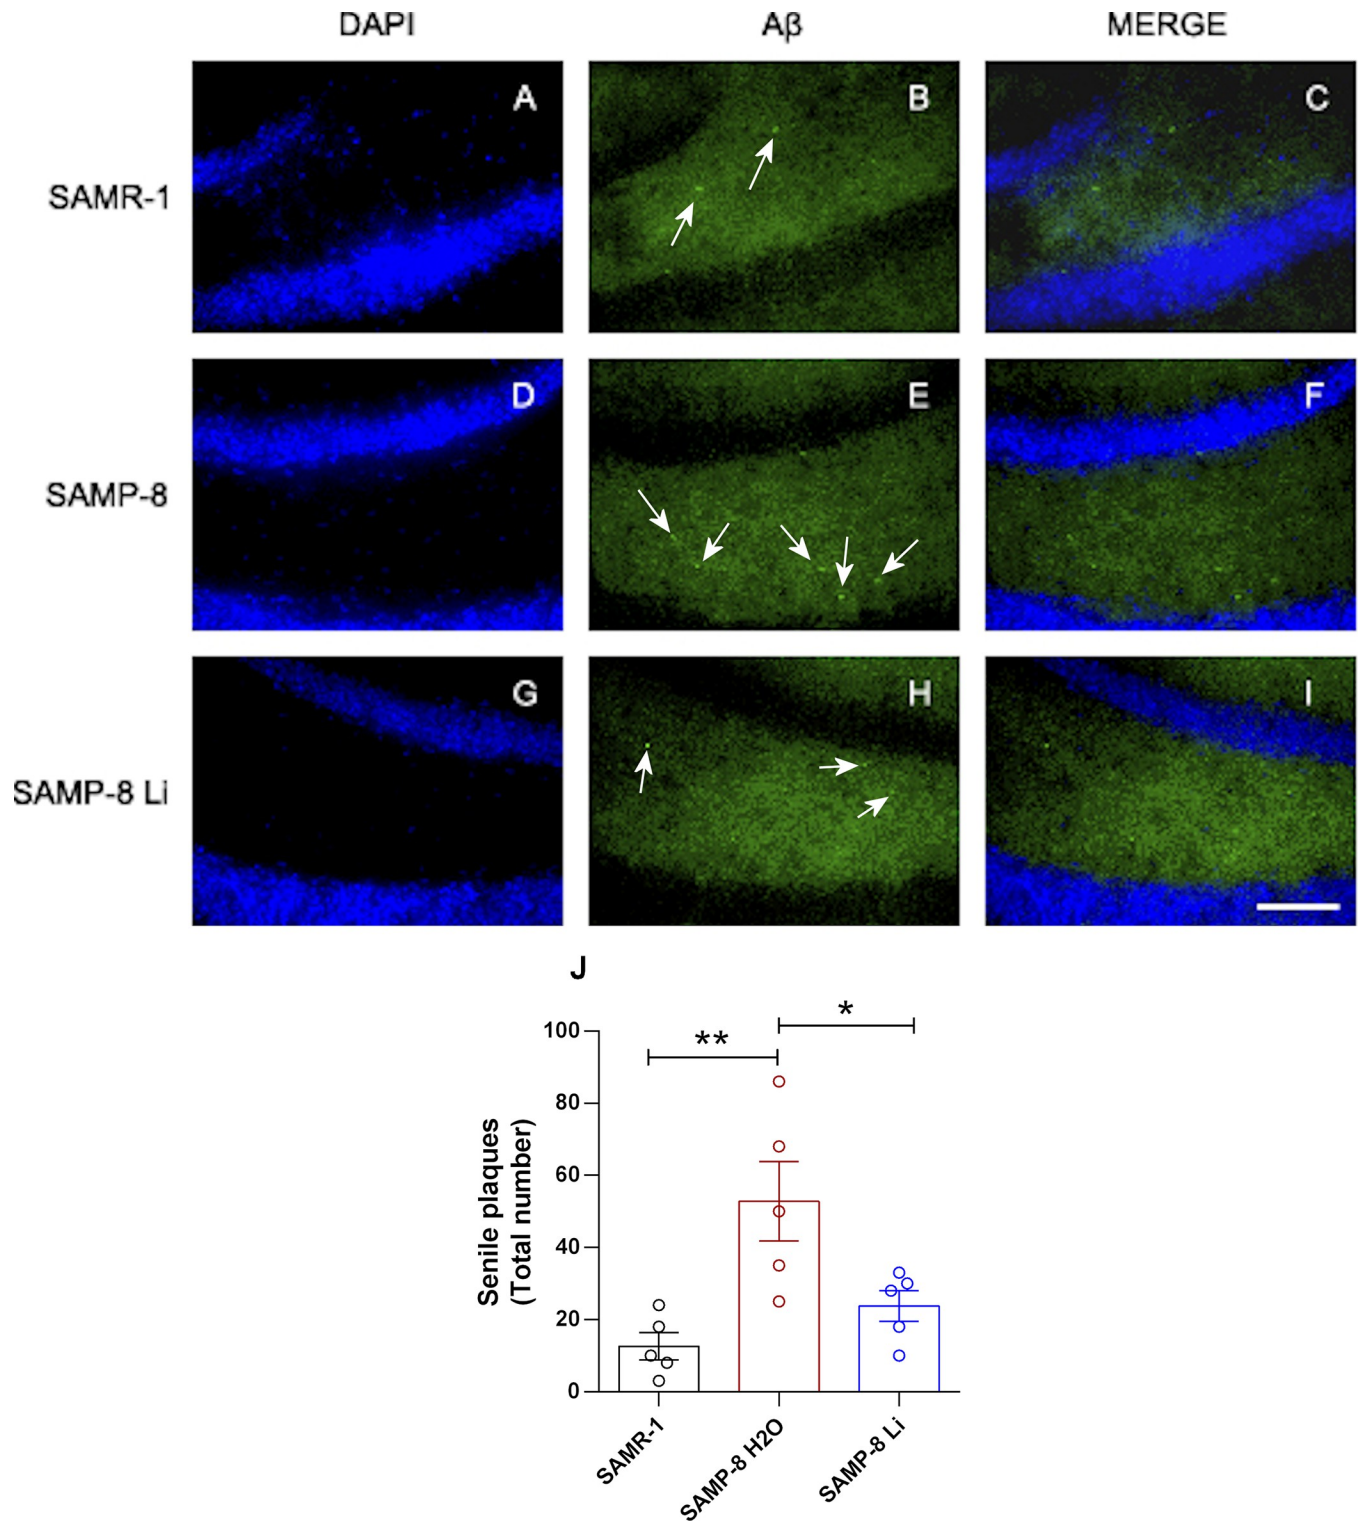 DAPI Aβ MERGE
A B C
SAMR-1
D E F
SAMP-8
G H I
SAMP-8 Li
J
** *
100
80
60
40
20
0
Senile plaques
(Total number)
SAMR-1 SAMP-8 H2O SAMP-8 Li